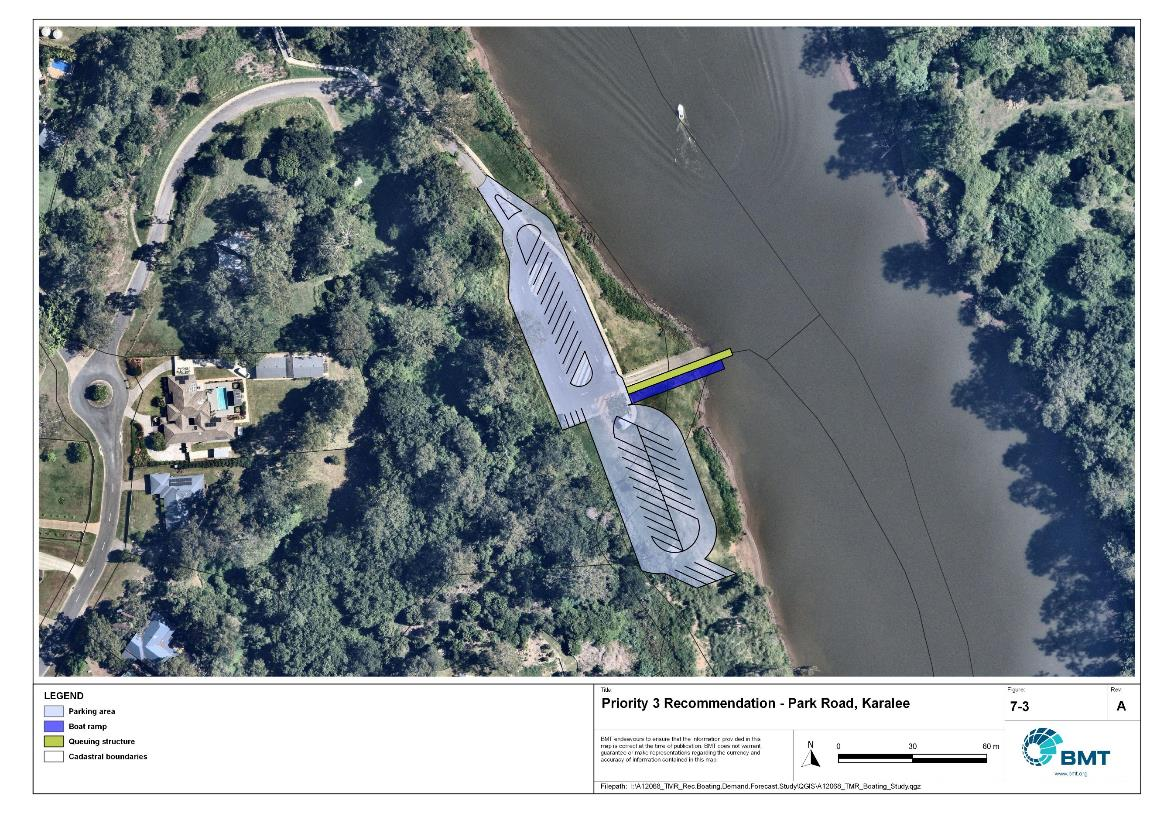 LEGEND
Parking area
Boat ramp
Queuing structure
Cadastral boundaries
Title:
Priority 3 Recommendation - Park Road, Karalee
Figure:
7-3
Rev:
A
BMT endeavours to ensure that the information provided in this
map is correct at the time of publication. BMT does not warrant
guarantee or make representations regarding the currency and
accuracy of information contained in this map.
N
0 30 60 m
BMT
www.bmt.org
Filepath: I:\A12068_TMR_Rec.Boating.Demand.Forecast.Study\QGIS\A12068_TMR_Boating_Study.qgz